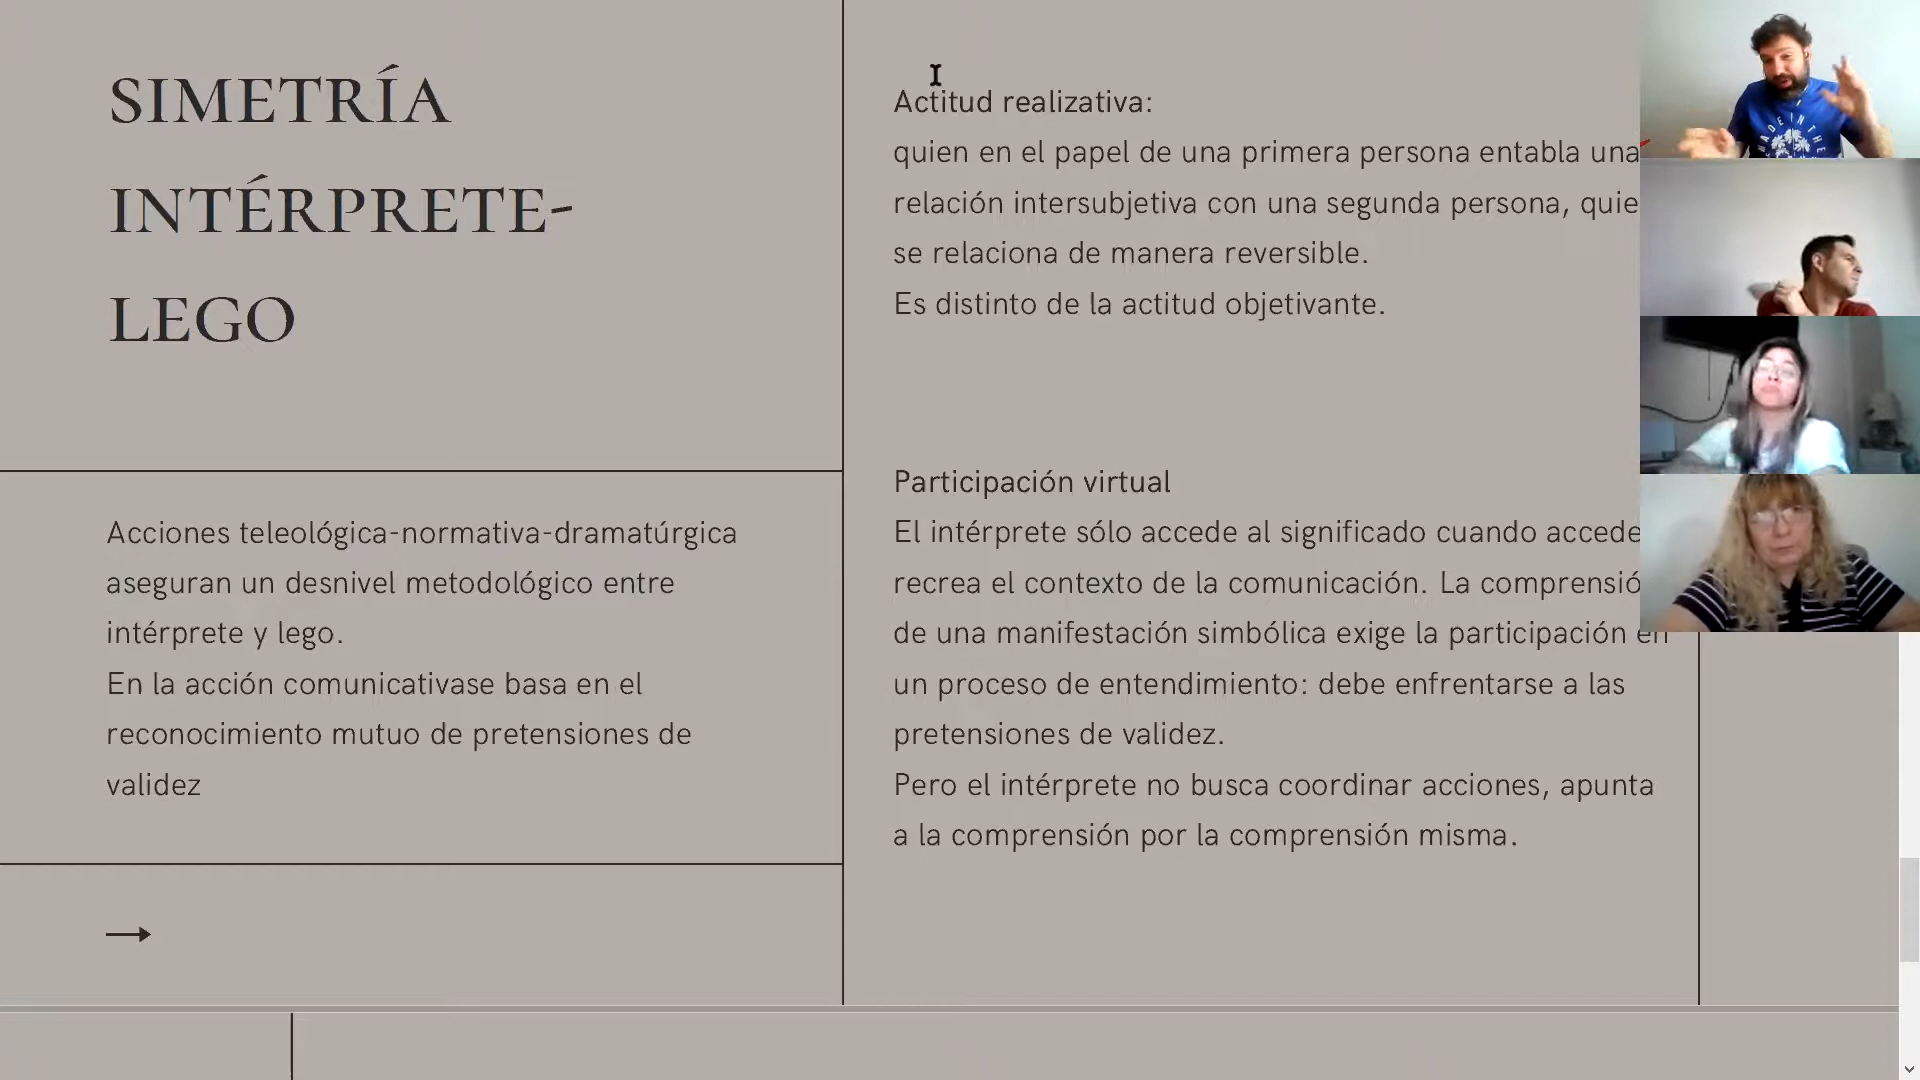 SIMETRÍA
INTÉRPRETE-
LEGO
Acciones teleológica-normativa-dramatúrgica
aseguran un desnivel metodológico entre
intérprete y lego.
En la acción comunicativase basa en el
reconocimiento mutuo de pretensiones de
validez
Actitud realizativa:
quien en el papel de una primera persona entabla una
relación intersubjetiva con una segunda persona, quie
se relaciona de manera reversible.
Es distinto de la actitud objetivante.
Participación virtual
El intérprete sólo accede al significado cuando accede
recrea el contexto de la comunicación. La comprensió
de una manifestación simbólica exige la participación en
un proceso de entendimiento: debe enfrentarse a las
pretensiones de validez.
Pero el intérprete no busca coordinar acciones, apunta
a la comprensión por la comprensión misma.
MADE IN THE